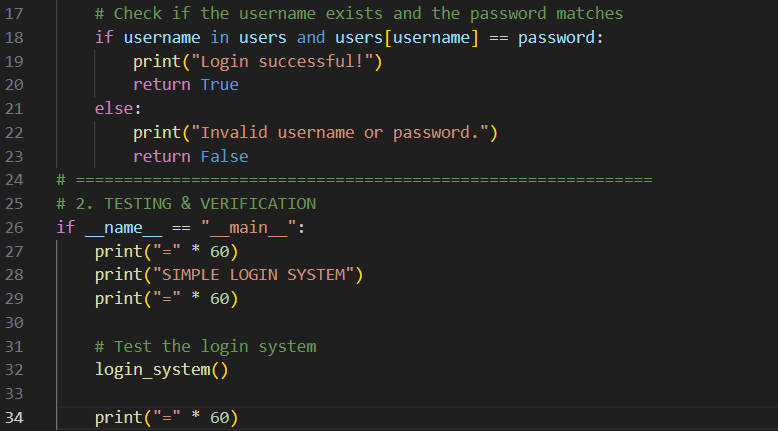 17 # Check if the username exists and the password matches
18 if username in users and users[username] == password:
19 print("Login successful!")
20 return True
21 else:
22 print("Invalid username or password.")
23 return False
24 # ============================================================
25 # 2. TESTING & VERIFICATION
26 if __name__ == "__main__":
27 print("=" * 60)
28 print("SIMPLE LOGIN SYSTEM")
29 print("=" * 60)
30
31 # Test the login system
32 login_system()
33
34 print("=" * 60)